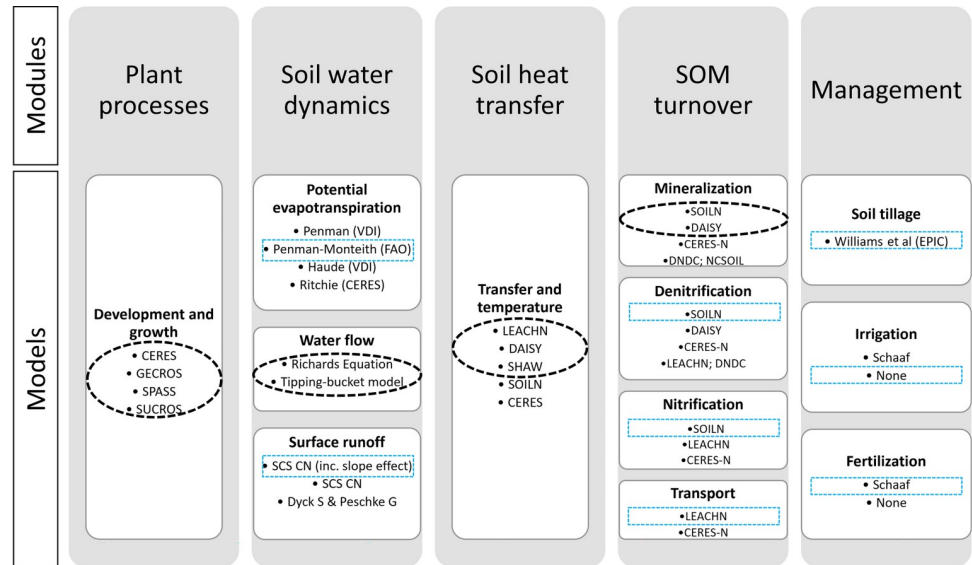 Modules
Plant
processes
Soil water
dynamics
Soil heat
transfer
SOM
turnover
Management
Models
Development and
growth
• CERES
• GECROS
• SPASS
• SUCROS
Potential
evapotranspiration
• Penman (VDI)
• Penman-Monteith (FAO)
• Haude (VDI)
• Ritchie (CERES)
Water flow
• Richards Equation
• Tipping-bucket model
Surface runoff
• SCS CN (inc. slope effect)
• SCS CN
• Dyck S & Peschke G
Transfer and
temperature
• LEACHN
• DAISY
• SHAW
• SOILN
• CERES
Mineralization
•SOILN
•DAISY
•CERES-N
•DNDC; NCSOIL
Denitrification
•SOILN
•DAISY
•CERES-N
•LEACHN; DNDC
Nitrification
•SOILN
•LEACHN
•CERES-N
Transport
•LEACHN
•CERES-N
Soil tillage
• Williams et al (EPIC)
Irrigation
• Schaaf
• None
Fertilization
• Schaaf
• None